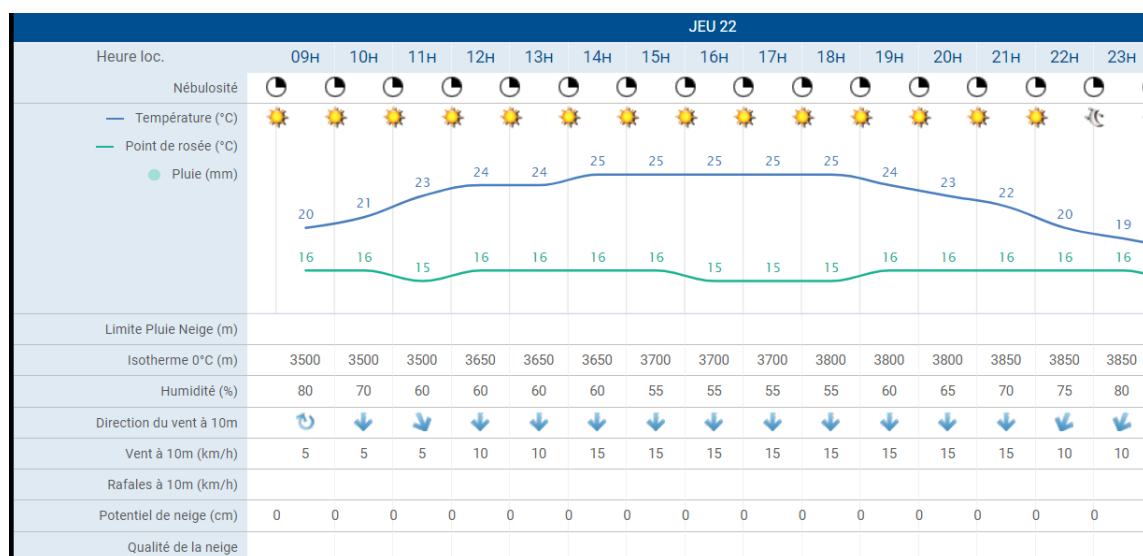 JEU 22
Heure loc. 09H 10H 11H 12H 13H 14H 15H 16H 17H 18H 19H 20H 21H 22H 23H
Nébulosité
Température (°C)
Point de rosée (°C)
Pluie (mm)
20 21 23 24 24 25 25 25 25 25 24 23 22 20 19
16 16 15 16 16 16 16 15 15 15 16 16 16 16 16
Limite Pluie Neige (m)
Isotherme 0°C (m) 3500 3500 3500 3650 3650 3650 3700 3700 3700 3800 3800 3800 3850 3850 3850
Humidité (%) 80 70 60 60 60 60 55 55 55 55 60 65 70 75 80
Direction du vent à 10m
Vent à 10m (km/h) 5 5 5 10 10 15 15 15 15 15 15 15 15 10 10
Rafales à 10m (km/h)
Potentiel de neige (cm) 0 0 0 0 0 0 0 0 0 0 0 0 0 0 0
Qualité de la neige